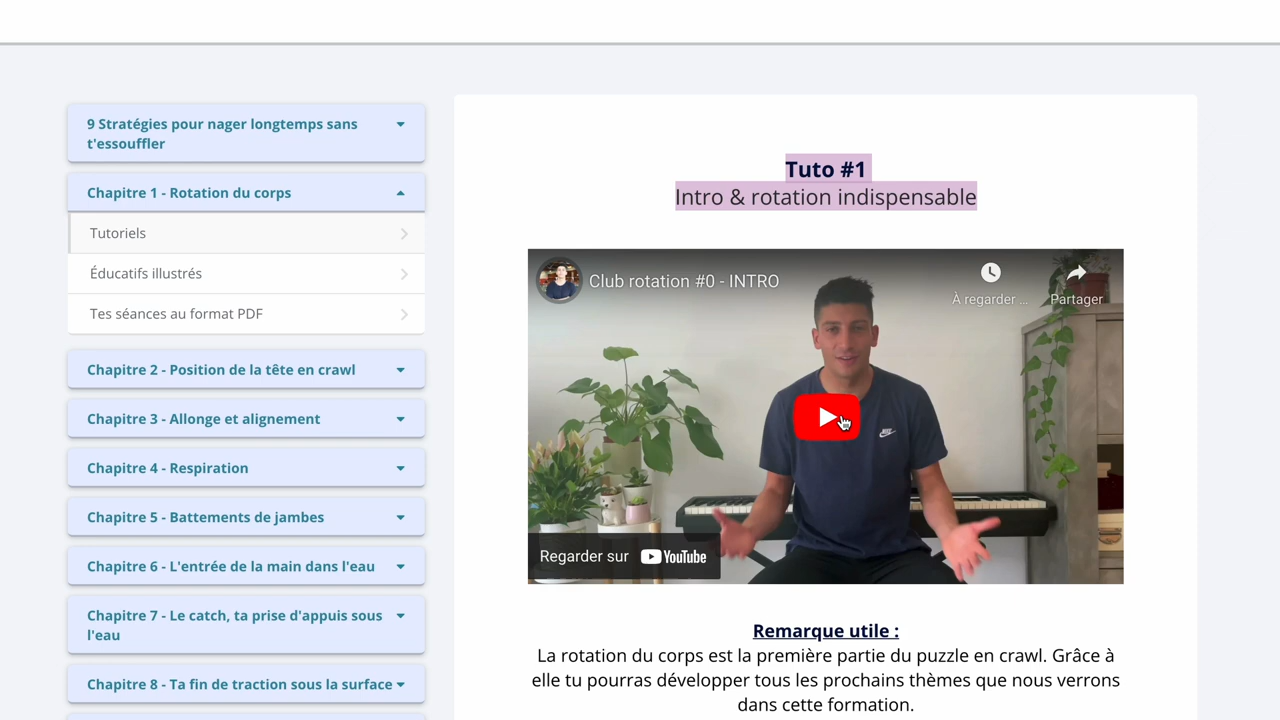 9 Stratégies pour nager longtemps sans
t'essouffler
Chapitre 1 - Rotation du corps
Tutoriels
Éducatifs illustrés
Tes séances au format PDF
Chapitre 2 - Position de la tête en crawl
Chapitre 3 - Allonge et alignement
Chapitre 4 - Respiration
Chapitre 5 - Battements de jambes
Chapitre 6 - L'entrée de la main dans l'eau
Chapitre 7 - Le catch, ta prise d'appuis sous
l'eau
Chapitre 8 - Ta fin de traction sous la surface
Tuto #1
Intro & rotation indispensable
Club rotation #0 - INTRO
À regarder ...
Partager
Regarder sur YouTube
Remarque utile :
La rotation du corps est la première partie du puzzle en crawl. Grâce à
elle tu pourras développer tous les prochains thèmes que nous verrons
dans cette formation.